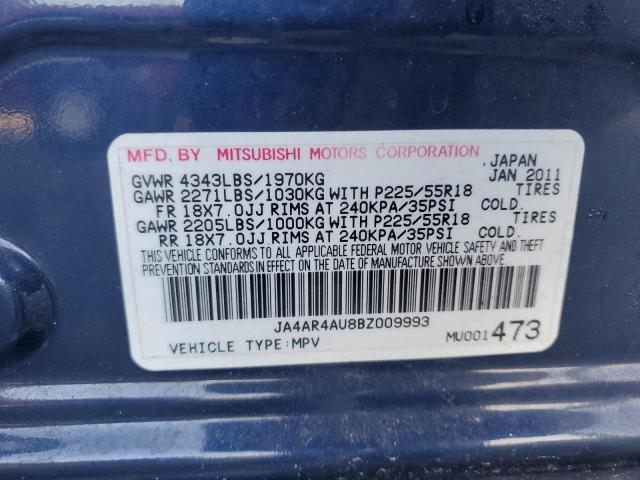 MFD. BY MITSUBISHI MOTORS CORPORATION JAPAN
GVWR 4343LBS/1970KG JAN 2011
GAWR 2271LBS/1030KG WITH P225/55R18 TIRES
FR 18X7.0JJ RIMS AT 240KPA/35PSI COLD.
GAWR 2205LBS/1000KG WITH P225/55R18 TIRES
RR 18X7.0JJ RIMS AT 240KPA/35PSI COLD.
THIS VEHICLE CONFORMS TO ALL APPLICABLE FEDERAL MOTOR VEHICLE SAFETY AND THEFT
PREVENTION STANDARDS IN EFFECT ON THE DATE OF MANUFACTURE SHOWN ABOVE.
JA4AR4AU8BZ009993
VEHICLE TYPE:MPV MU001473